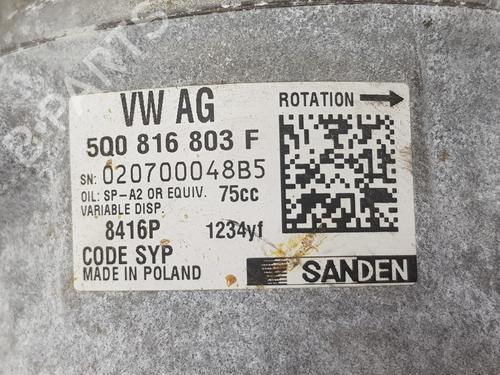 B-PARTS
VW AG
ROTATION →
5Q0 816 803 F
SN: 020700048B5
OIL: SP-A2 OR EQUIV. 75cc
VARIABLE DISP.
8416P 1234yf
CODE SYP
MADE IN POLAND
SANDEN